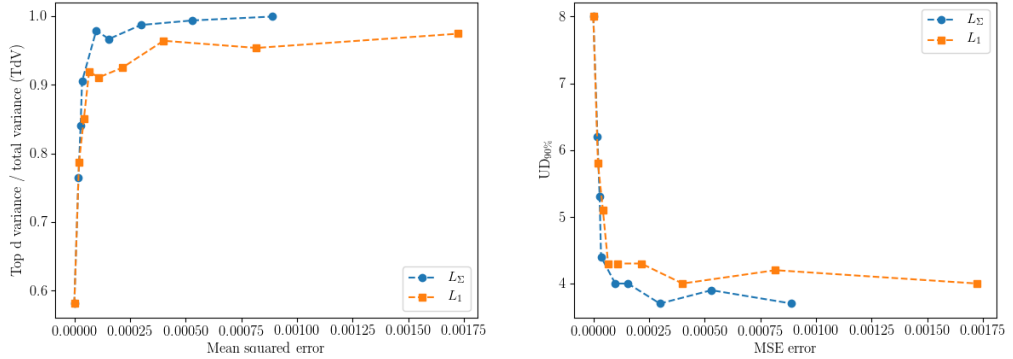 Top d variance / total variance (TdV)
1.0
0.9
0.8
0.7
0.6
L_Σ
L_1
0.00000 0.00025 0.00050 0.00075 0.00100 0.00125 0.00150 0.00175
Mean squared error
UD_90%
8
7
6
5
4
L_Σ
L_1
0.00000 0.00025 0.00050 0.00075 0.00100 0.00125 0.00150 0.00175
MSE error